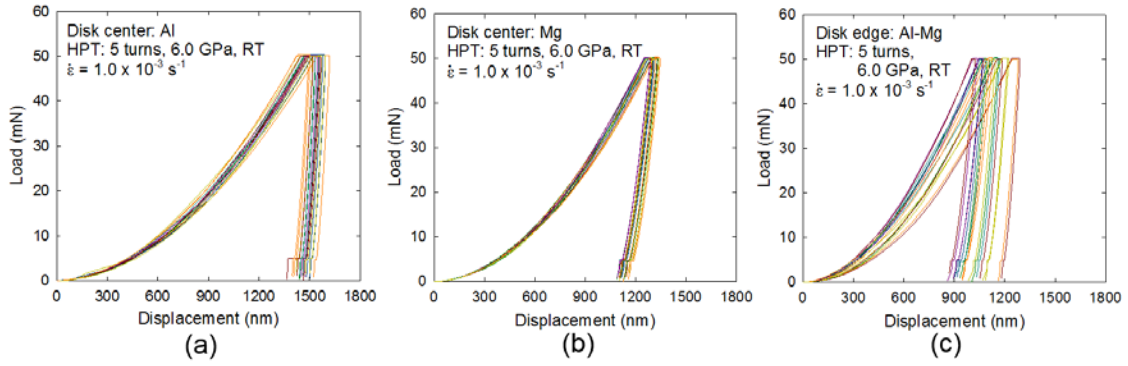 Disk center: Al
HPT: 5 turns, 6.0 GPa, RT
ε̇ = 1.0 x 10⁻³ s⁻¹
60
50
40
30
20
10
0
Load (mN)
0 300 600 900 1200 1500 1800
Displacement (nm)
(a)
Disk center: Mg
HPT: 5 turns, 6.0 GPa, RT
ε̇ = 1.0 x 10⁻³ s⁻¹
60
50
40
30
20
10
0
Load (mN)
0 300 600 900 1200 1500 1800
Displacement (nm)
(b)
Disk edge: Al-Mg
HPT: 5 turns,
6.0 GPa, RT
ε̇ = 1.0 x 10⁻³ s⁻¹
60
50
40
30
20
10
0
Load (mN)
0 300 600 900 1200 1500 1800
Displacement (nm)
(c)